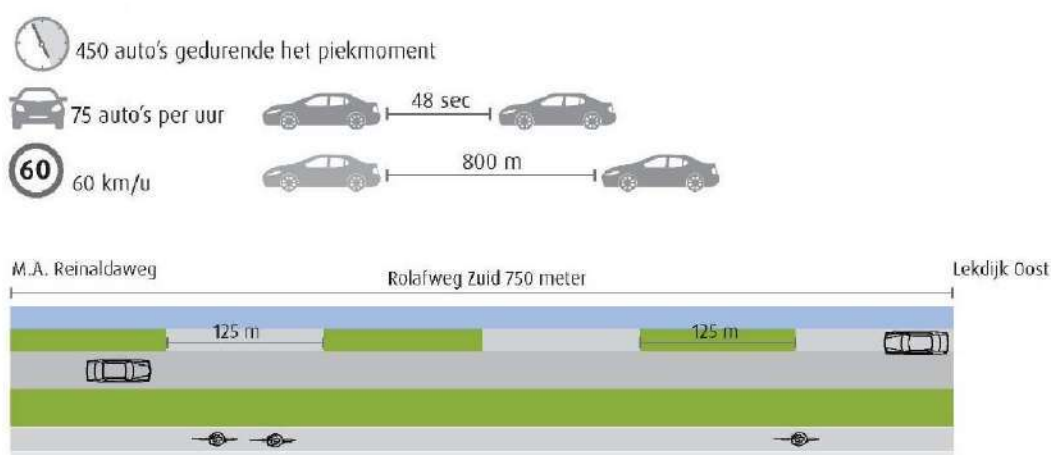 450 auto's gedurende het piekmoment
75 auto's per uur
48 sec
60
60 km/u
800 m
M.A. Reinaldaweg
Rolafweg Zuid 750 meter
Lekdijk Oost
125 m
125 m